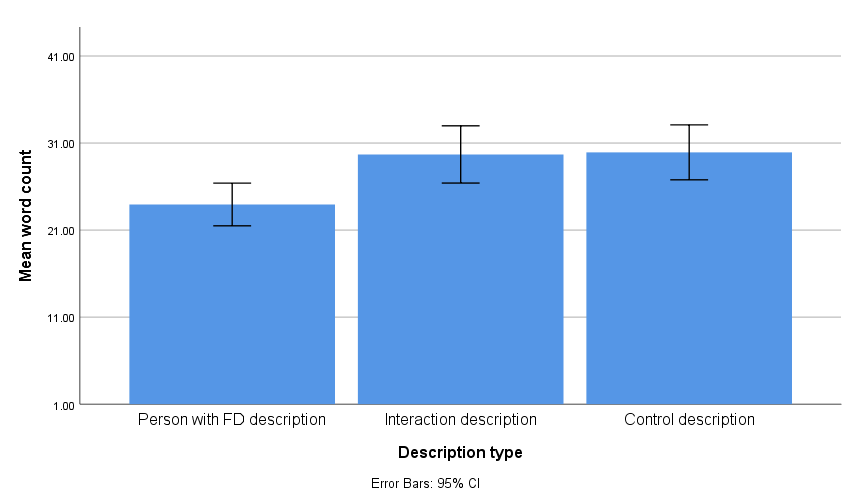 41.00
31.00
21.00
11.00
1.00
Mean word count
Person with FD description
Interaction description
Control description
Description type
Error Bars: 95% CI